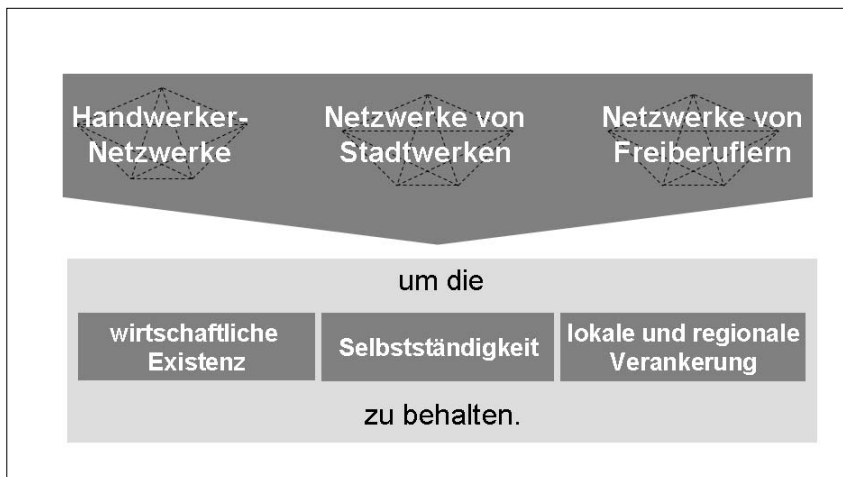 Handwerker-
Netzwerke
Netzwerke von
Stadtwerken
Netzwerke von
Freiberuflern
um die
wirtschaftliche
Existenz
Selbstständigkeit
lokale und regionale
Verankerung
zu behalten.